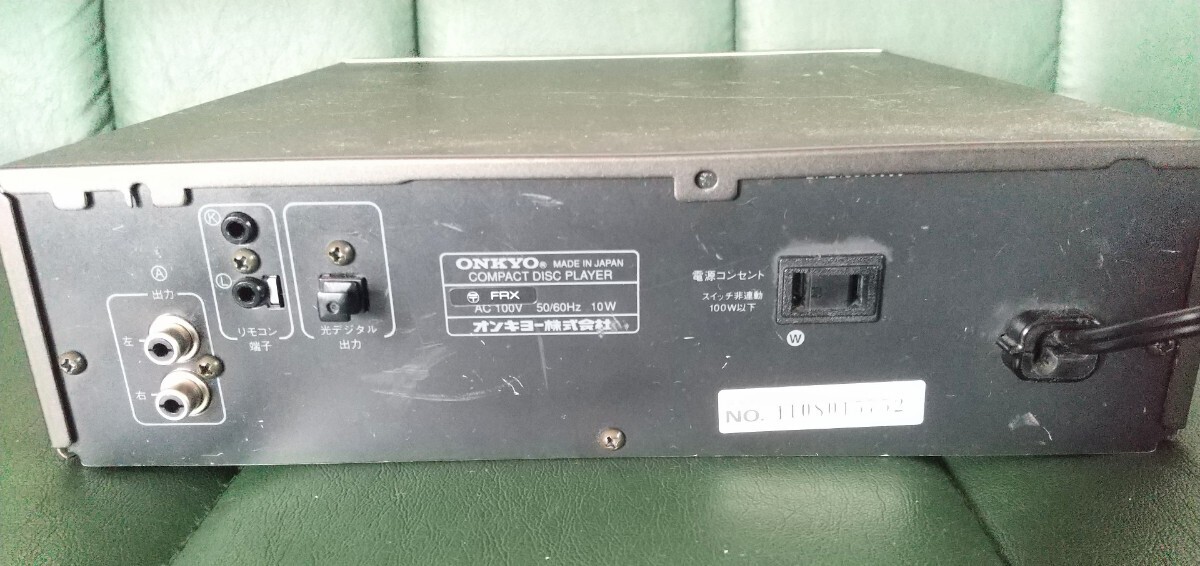 Ⓚ
Ⓛ
リモコン
端子
光デジタル
出力
Ⓐ
出力
左
右
ONKYO® MADE IN JAPAN
COMPACT DISC PLAYER
〒 FAX
AC 100V 50/60Hz 10W
オンキヨー株式会社
電源コンセント
スイッチ非連動
100W以下
Ⓦ
NO.